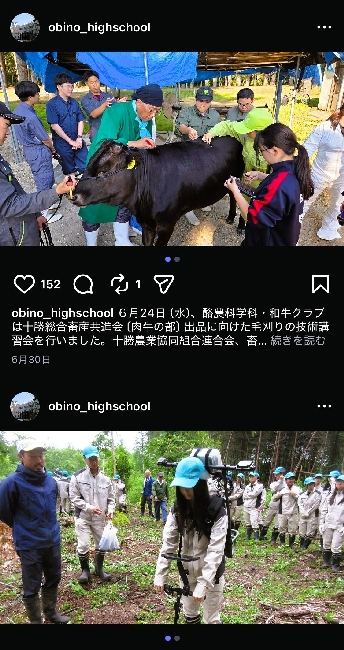 obino_highschool
152
1
obino_highschool 6月24日 (水)、酪農科学科・和牛クラブ
は十勝総合畜産共進会 (肉牛の部) 出品に向けた毛刈りの技術講
習会を行いました。十勝農業協同組合連合会、畜... 続きを読む
6月30日
obino_highschool